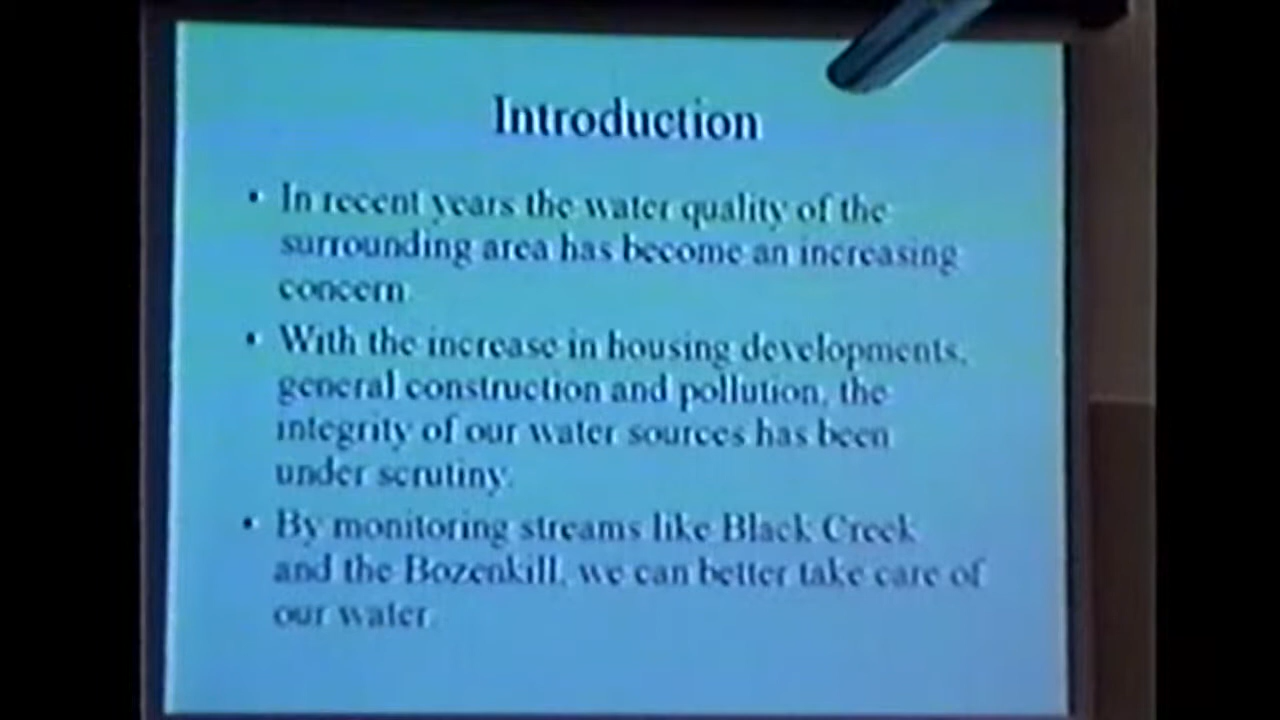 Introduction
• In recent years the water quality of the
surrounding area has become an increasing
concern.
• With the increase in housing developments,
general construction and pollution, the
integrity of our water sources has been
under scrutiny.
• By monitoring streams like Black Creek
and the Bozenkill, we can better take care of
our water.